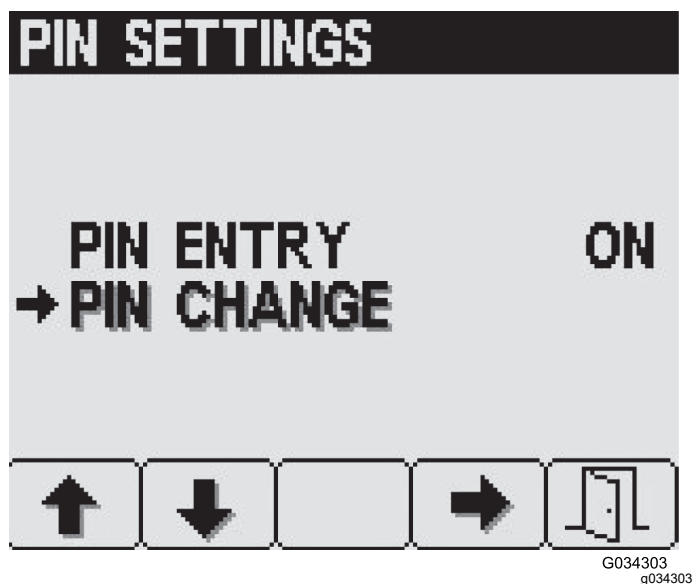 PIN SETTINGS
PIN ENTRY ON
PIN CHANGE
G034303
g034303